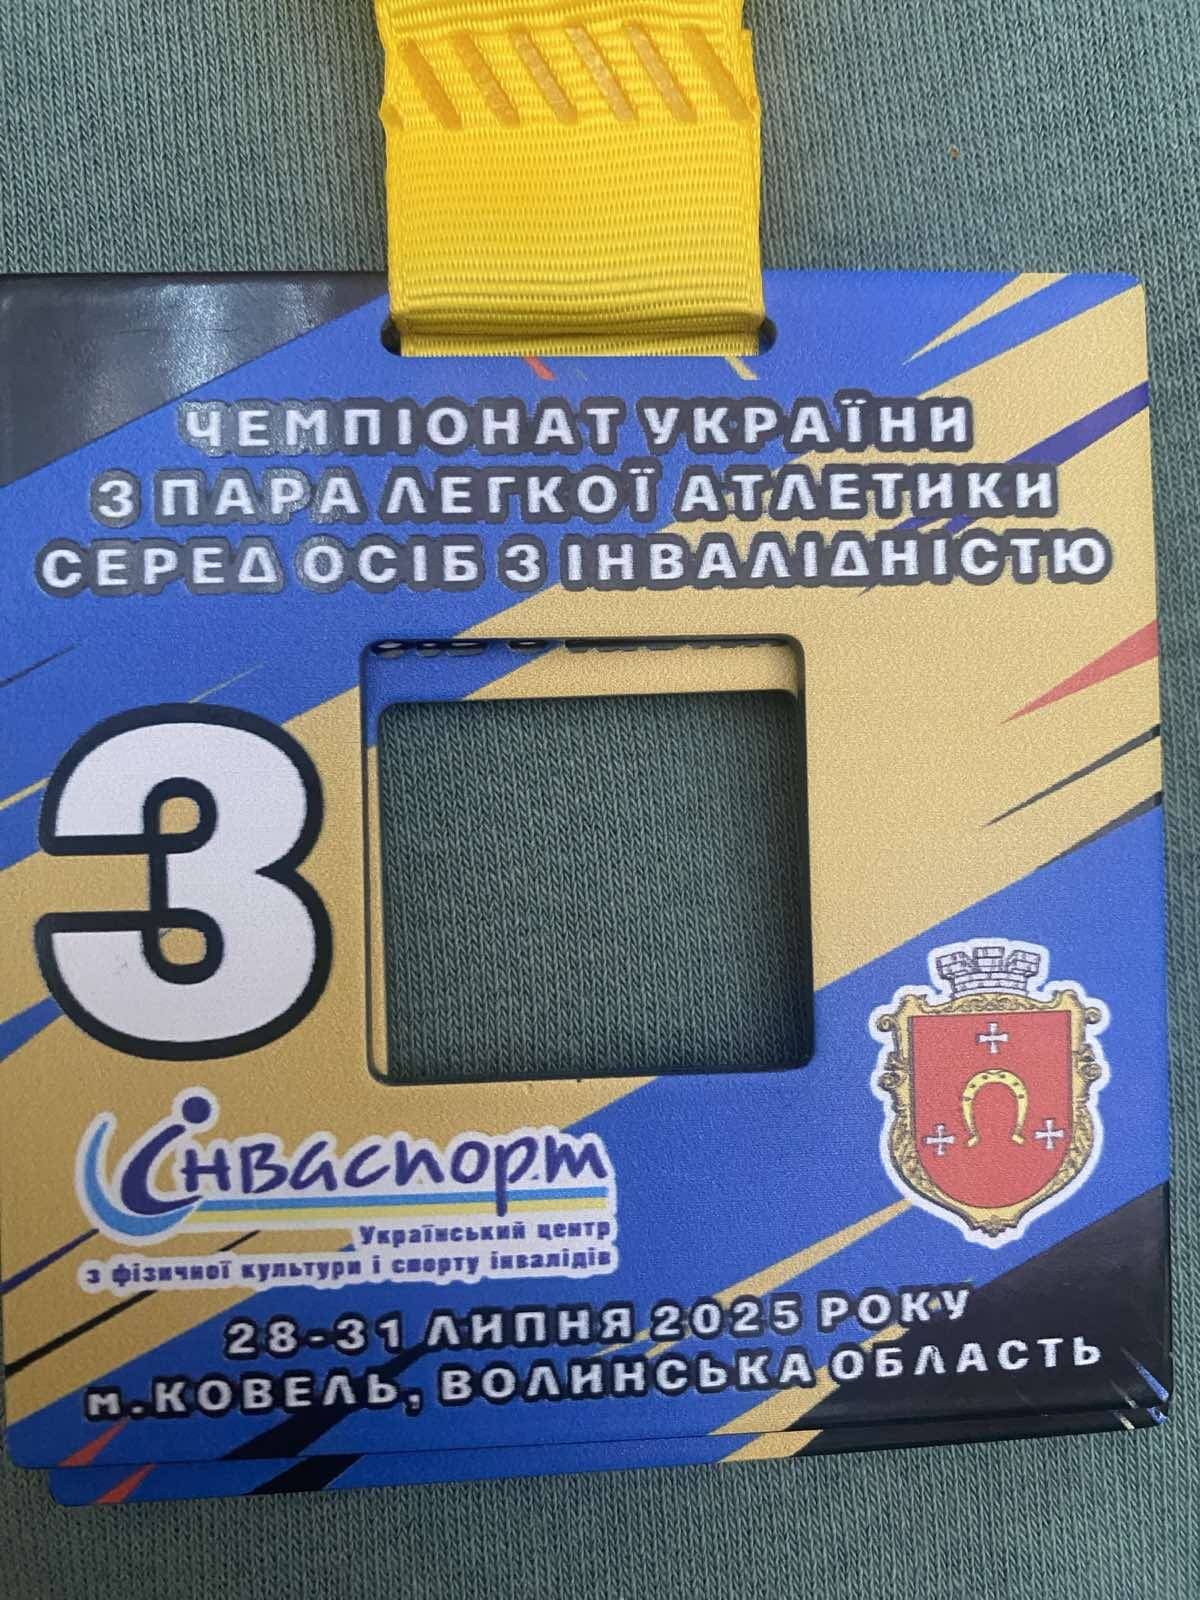 ЧЕМПІОНАТ УКРАЇНИ
З ПАРА ЛЕГКОЇ АТЛЕТИКИ
СЕРЕД ОСІБ З ІНВАЛІДНІСТЮ
3
інваспорт
Український центр
з фізичної культури і спорту інвалідів
28-31 ЛИПНЯ 2025 РОКУ
м.КОВЕЛЬ, ВОЛИНСЬКА ОБЛАСТЬ